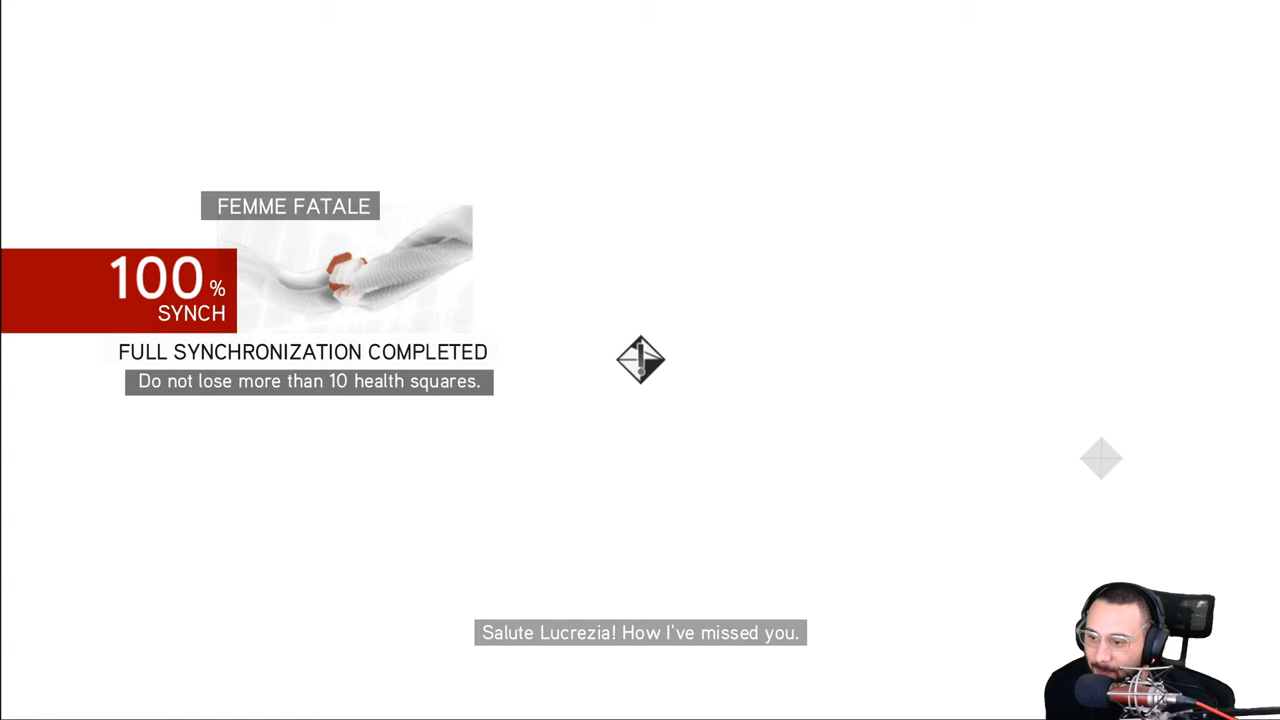 FEMME FATALE
100 %
SYNCH
FULL SYNCHRONIZATION COMPLETED
Do not lose more than 10 health squares.
Salute Lucrezia! How I've missed you.